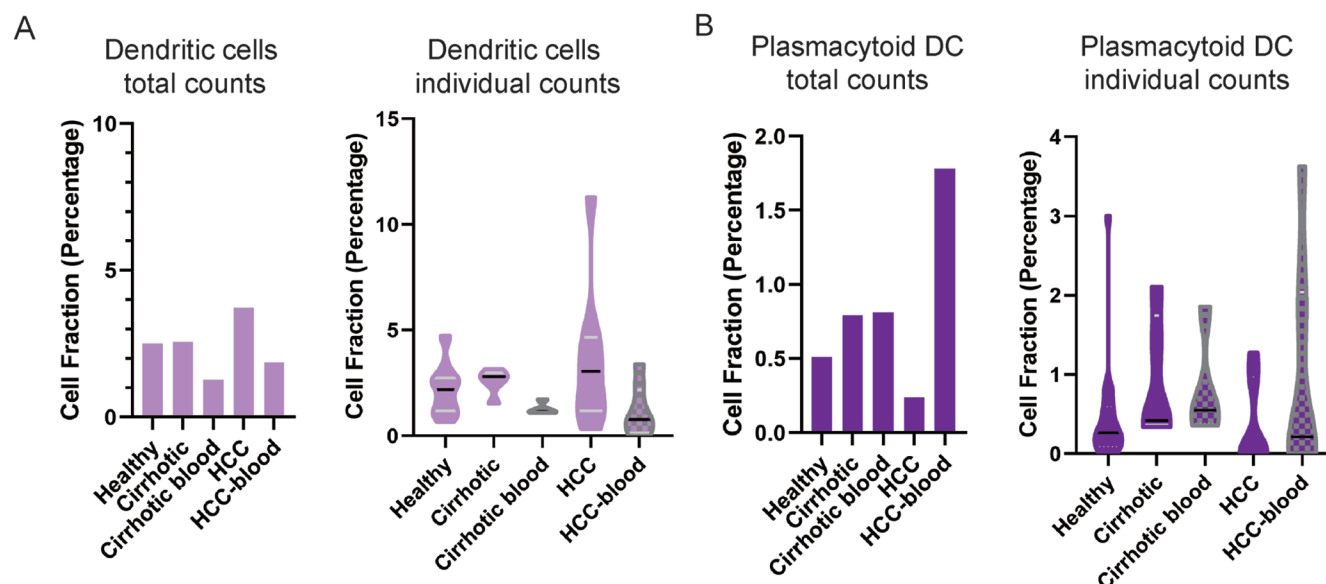 A
Dendritic cells
total counts
Cell Fraction (Percentage)
10
5
0
Healthy
Cirrhotic
Cirrhotic blood
HCC
HCC-blood
Dendritic cells
individual counts
Cell Fraction (Percentage)
15
10
5
0
Healthy
Cirrhotic
Cirrhotic blood
HCC
HCC-blood
B
Plasmacytoid DC
total counts
Cell Fraction (Percentage)
2.0
1.5
1.0
0.5
0.0
Healthy
Cirrhotic
Cirrhotic blood
HCC
HCC-blood
Plasmacytoid DC
individual counts
Cell Fraction (Percentage)
4
3
2
1
0
Healthy
Cirrhotic
Cirrhotic blood
HCC
HCC-blood